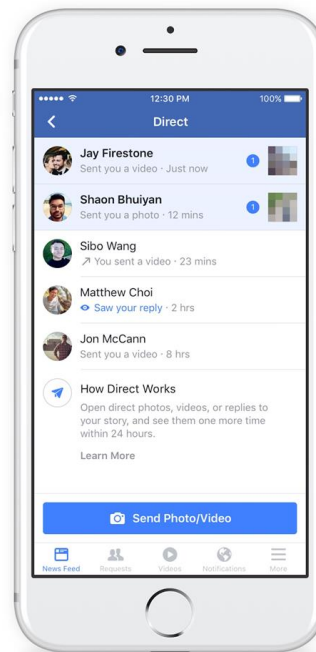 12:30 PM
100%
Direct
Jay Firestone
Sent you a video · Just now
1
Shaon Bhuiyan
Sent you a photo · 12 mins
1
Sibo Wang
You sent a video · 23 mins
Matthew Choi
Saw your reply · 2 hrs
Jon McCann
Sent you a video · 8 hrs
How Direct Works
Open direct photos, videos, or replies to
your story, and see them one more time
within 24 hours.
Learn More
Send Photo/Video
News Feed
Requests
Videos
Notifications
More